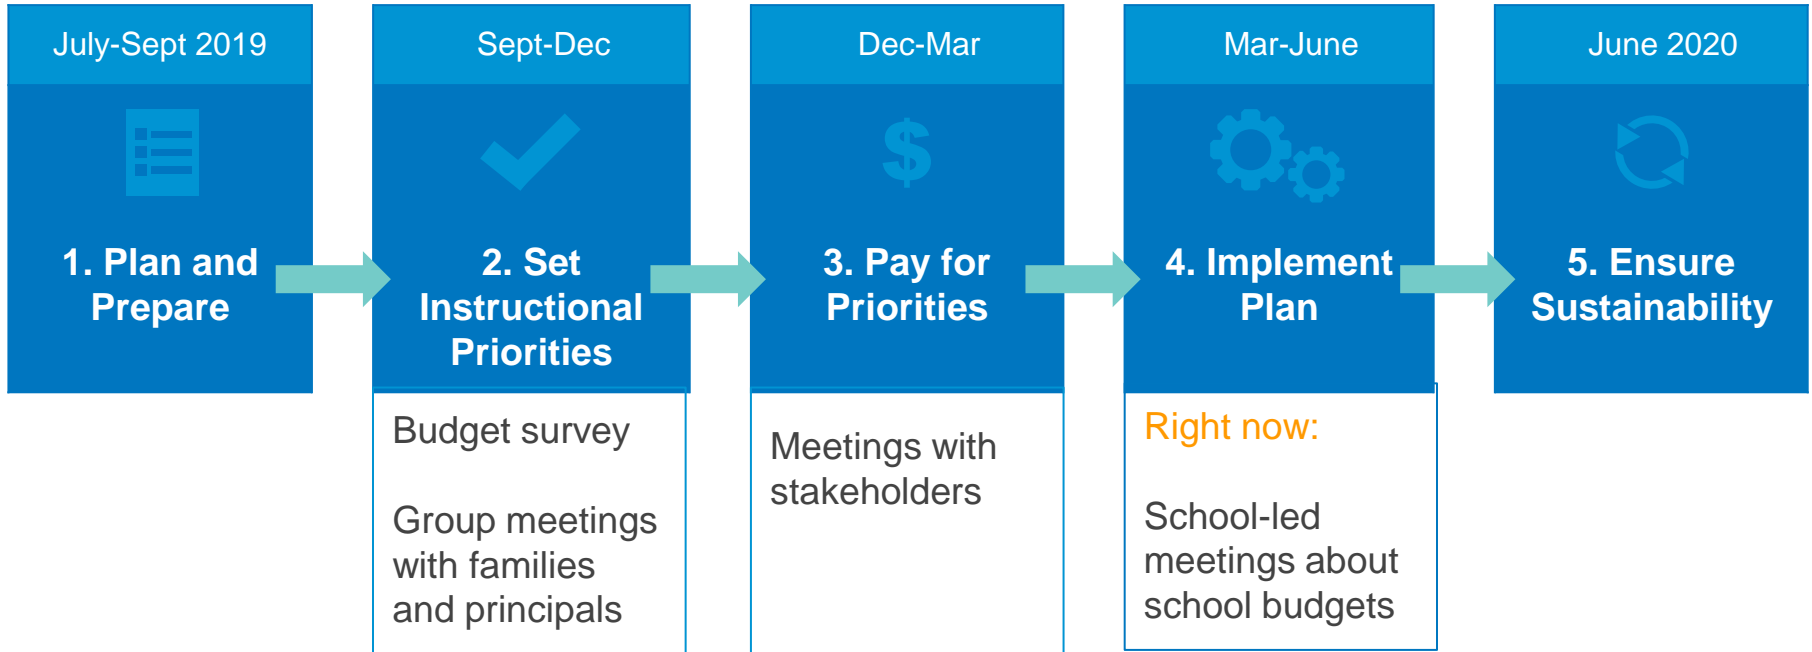 July-Sept 2019
Sept-Dec
Dec-Mar
Mar-June
June 2020
$
1. Plan and
Prepare
2. Set
Instructional
Priorities
3. Pay for
Priorities
4. Implement
Plan
5. Ensure
Sustainability
Budget survey
Group meetings
with families
and principals
Meetings with
stakeholders
Right now:
School-led
meetings about
school budgets